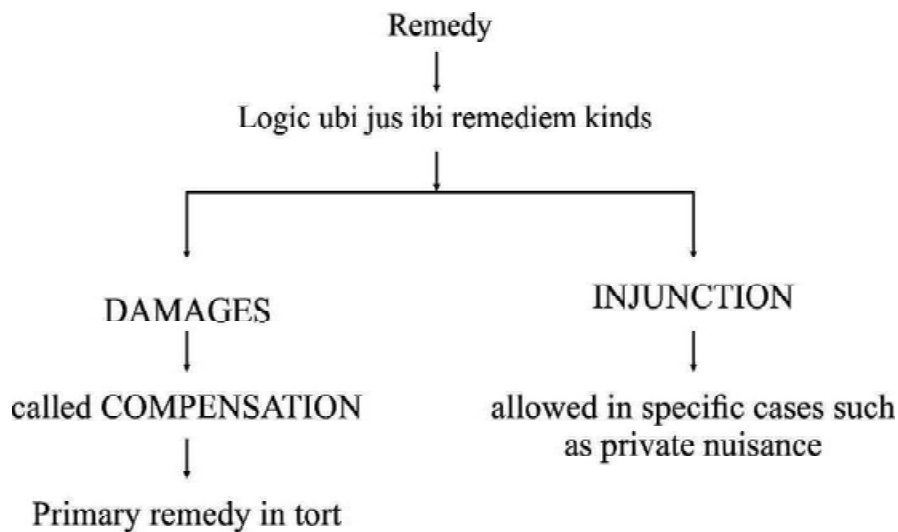 Remedy
Logic ubi jus ibi remediem kinds
DAMAGES
INJUNCTION
called COMPENSATION
allowed in specific cases such
as private nuisance
Primary remedy in tort